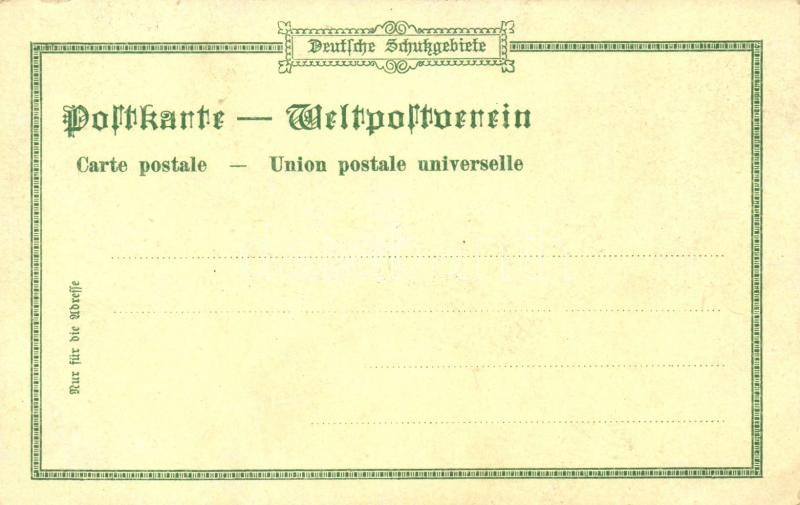 Deutsche Schutzgebiete
Postkarte — Weltpostverein
Carte postale — Union postale universelle
Nur für die Adresse